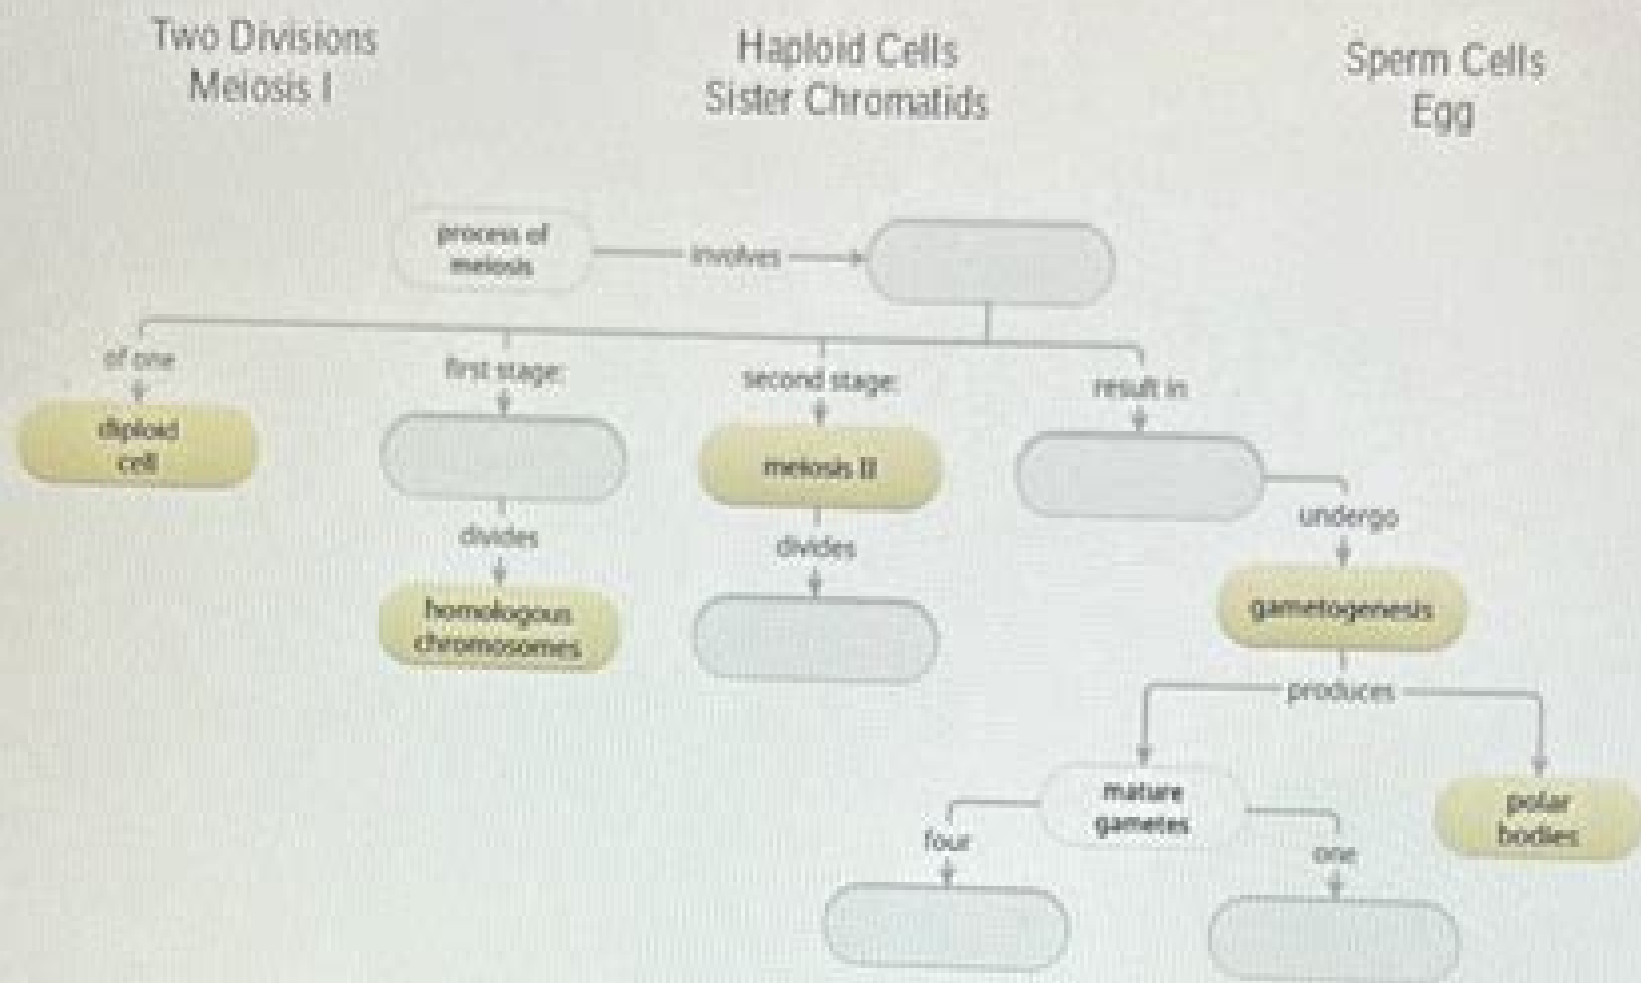 Two Divisions
Meiosis I
Haploid Cells
Sister Chromatids
Sperm Cells
Egg
process of
meiosis
involves
of one
first stage:
second stage:
result in
diploid
cell
meiosis II
divides
divides
undergo
homologous
chromosomes
gametogenesis
produces
mature
gametes
polar
bodies
four
one